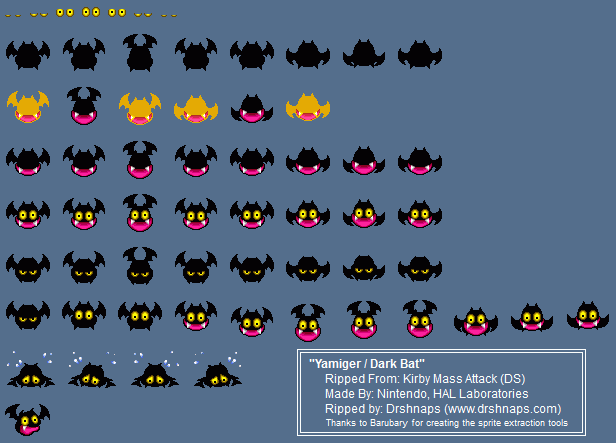 "Yamiger / Dark Bat"
Ripped From: Kirby Mass Attack (DS)
Made By: Nintendo, HAL Laboratories
Ripped by: Drshnaps (www.drshnaps.com)
Thanks to Barubary for creating the sprite extraction tools